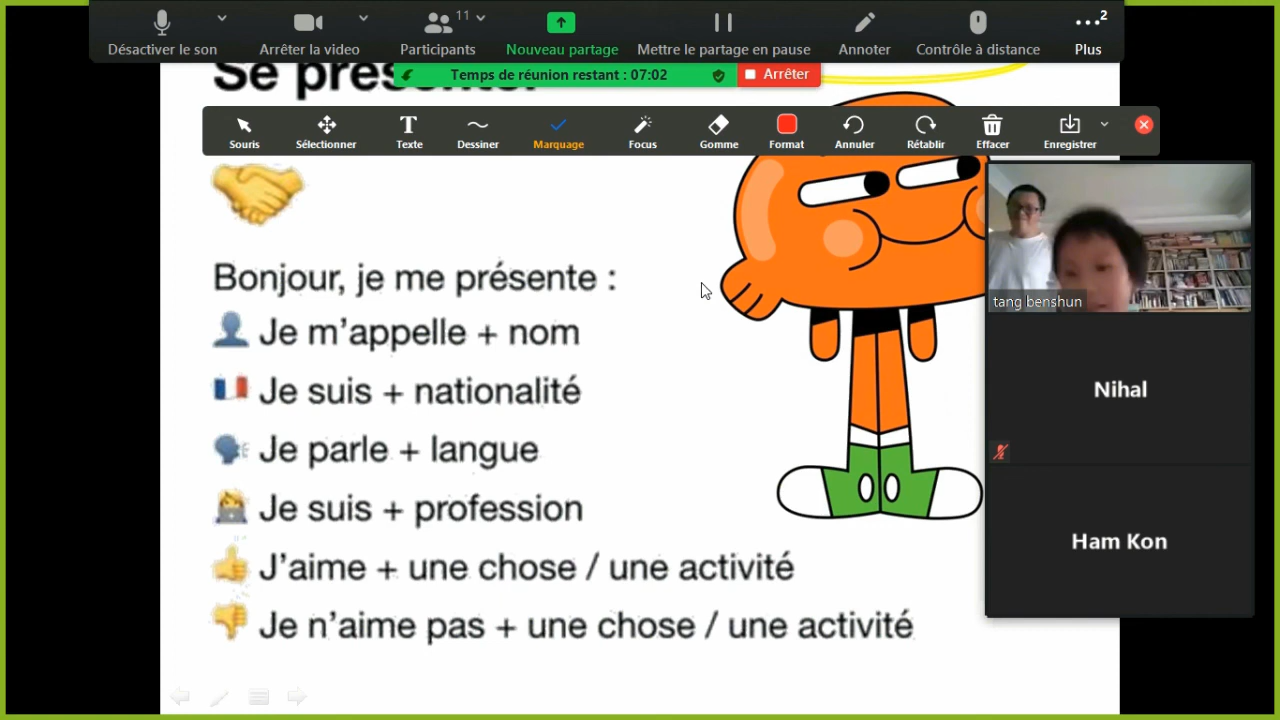 11
2
Désactiver le son
Arrêter la video
Participants
Nouveau partage
Mettre le partage en pause
Annoter
Contrôle à distance
Plus
Temps de réunion restant : 07:02
Arrêter
Souris
Sélectionner
Texte
Dessiner
Marquage
Focus
Gomme
Format
Annuler
Rétablir
Effacer
Enregistrer
Bonjour, je me présente :
Je m’appelle + nom
Je suis + nationalité
Je parle + langue
Je suis + profession
J’aime + une chose / une activité
Je n’aime pas + une chose / une activité
tang benshun
Nihal
Ham Kon